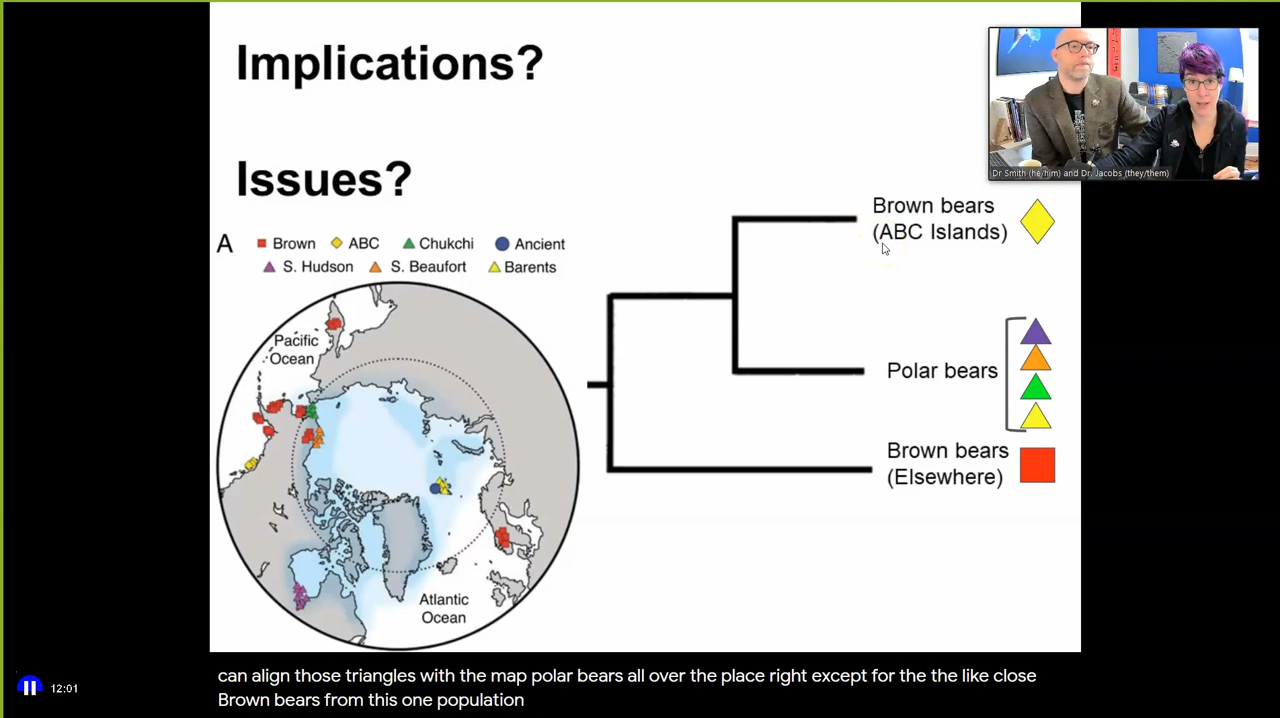 Implications?
Issues?
A
Brown ABC Chukchi Ancient
S. Hudson S. Beaufort Barents
Pacific
Ocean
Atlantic
Ocean
Brown bears
(ABC Islands)
Polar bears
Brown bears
(Elsewhere)
Dr Smith (he/him) and Dr. Jacobs (they/them)
12:01
can align those triangles with the map polar bears all over the place right except for the the like close
Brown bears from this one population